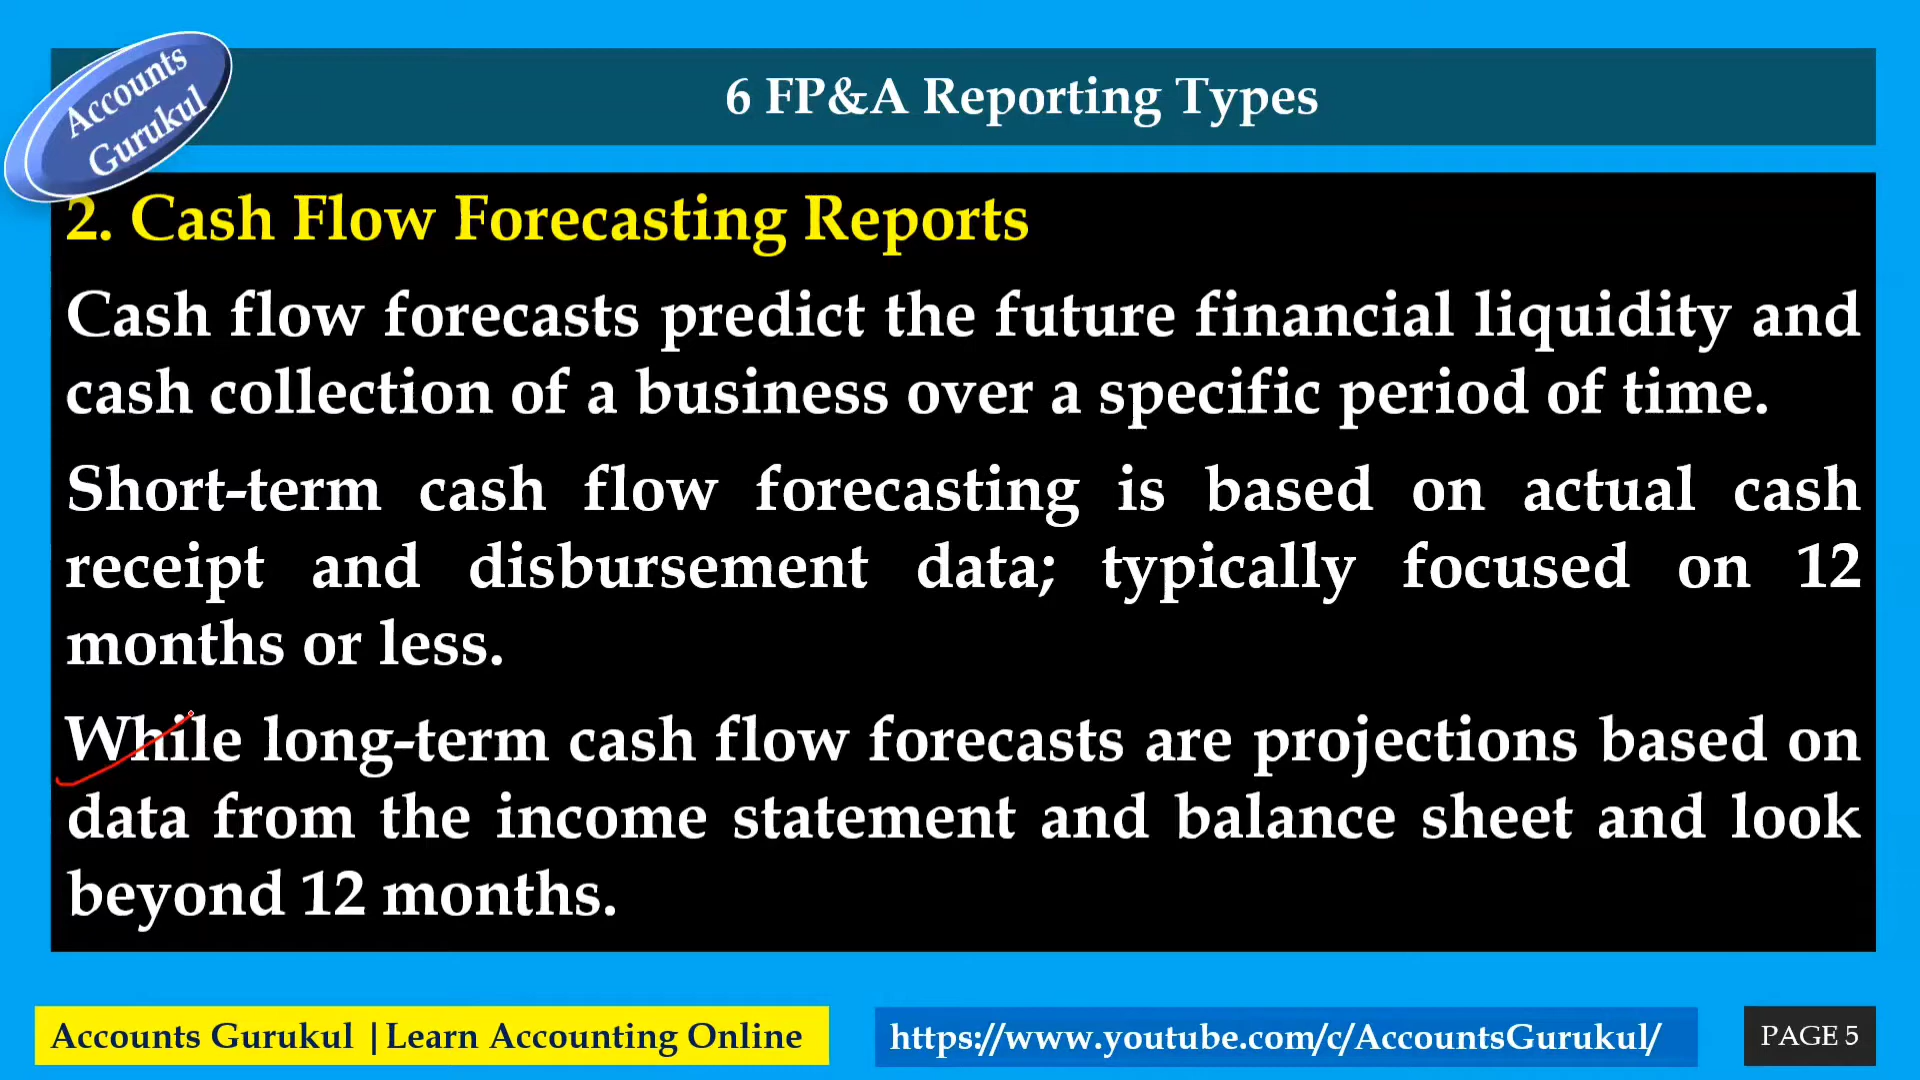 Accounts
Gurukul
6 FP&A Reporting Types
2. Cash Flow Forecasting Reports
Cash flow forecasts predict the future financial liquidity and
cash collection of a business over a specific period of time.
Short-term cash flow forecasting is based on actual cash
receipt and disbursement data; typically focused on 12
months or less.
While long-term cash flow forecasts are projections based on
data from the income statement and balance sheet and look
beyond 12 months.
Accounts Gurukul | Learn Accounting Online
https://www.youtube.com/c/AccountsGurukul/
PAGE 5